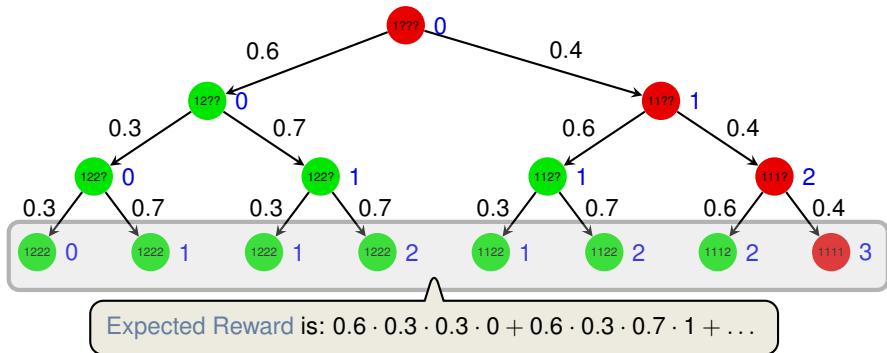 1??? 0
0.6 0.4
12?? 0 11?? 1
0.3 0.7 0.6 0.4
122? 0 122? 1 112? 1 111? 2
0.3 0.7 0.3 0.7 0.3 0.7 0.6 0.4
1222 0 1222 1 1222 1 1222 2 1122 1 1122 2 1112 2 1111 3
Expected Reward is: 0.6 · 0.3 · 0.3 · 0 + 0.6 · 0.3 · 0.7 · 1 + . . .